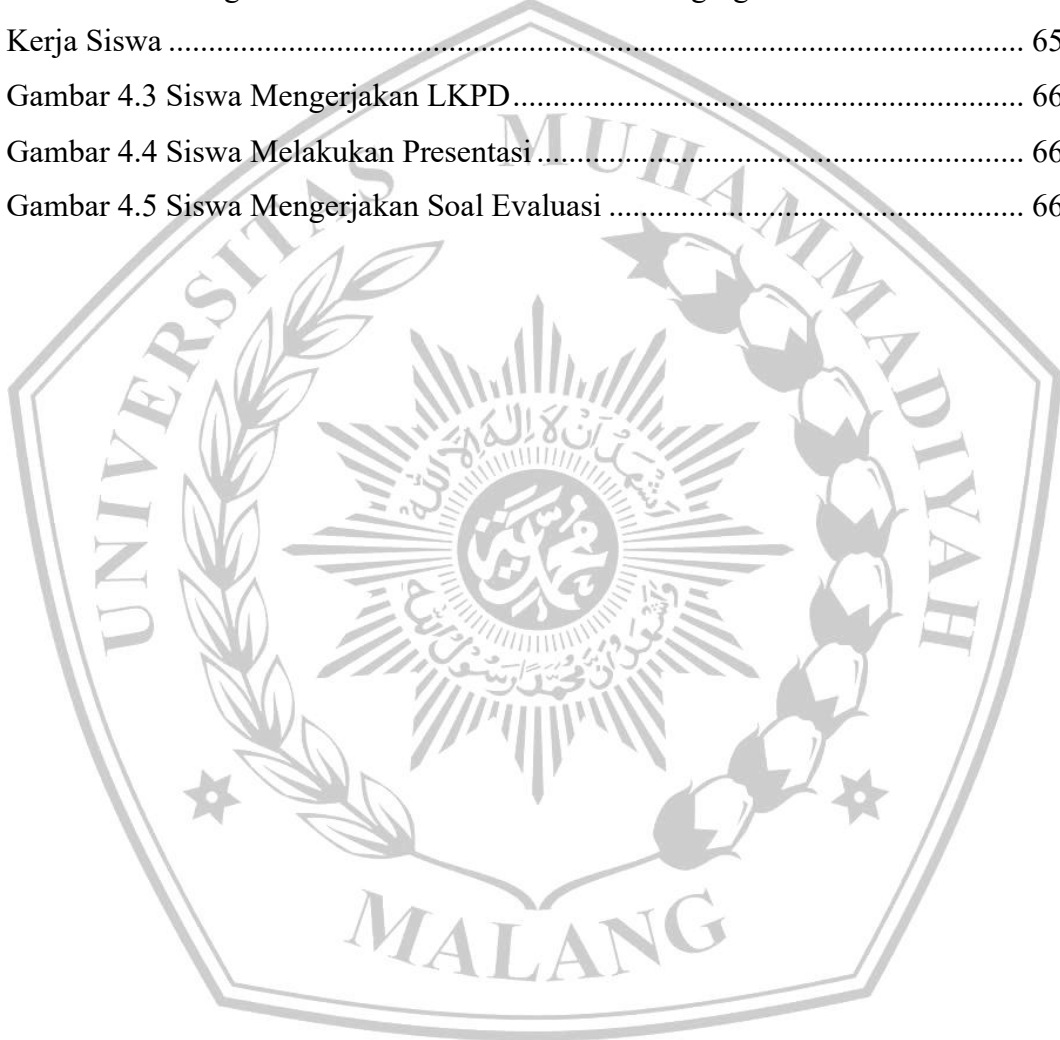 Kerja Siswa ........................................................................ 65
Gambar 4.3 Siswa Mengerjakan LKPD ........................................................................ 66
Gambar 4.4 Siswa Melakukan Presentasi ........................................................................ 66
Gambar 4.5 Siswa Mengerjakan Soal Evaluasi ........................................................................ 66
UNIVERSITAS MUHAMMADIYAH
MALANG